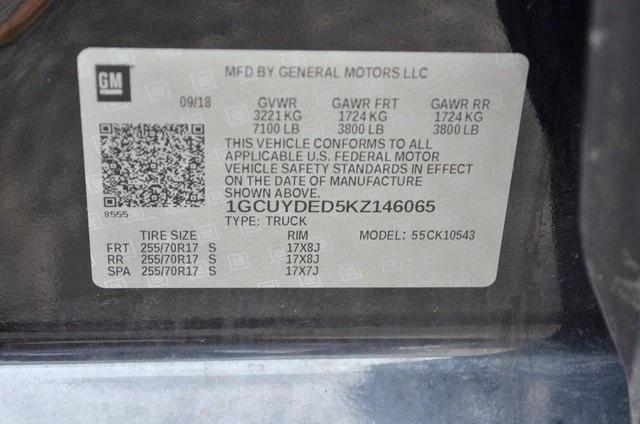 GM
MFD BY GENERAL MOTORS LLC
09/18 GVWR GAWR FRT GAWR RR
3221 KG 1724 KG 1724 KG
7100 LB 3800 LB 3800 LB
THIS VEHICLE CONFORMS TO ALL
APPLICABLE U.S. FEDERAL MOTOR
VEHICLE SAFETY STANDARDS IN EFFECT
ON THE DATE OF MANUFACTURE
SHOWN ABOVE.
8555
1GCUYDED5KZ146065
TYPE: TRUCK
TIRE SIZE RIM MODEL: 55CK10543
FRT 255/70R17 S 17X8J
RR 255/70R17 S 17X8J
SPA 255/70R17 S 17X7J